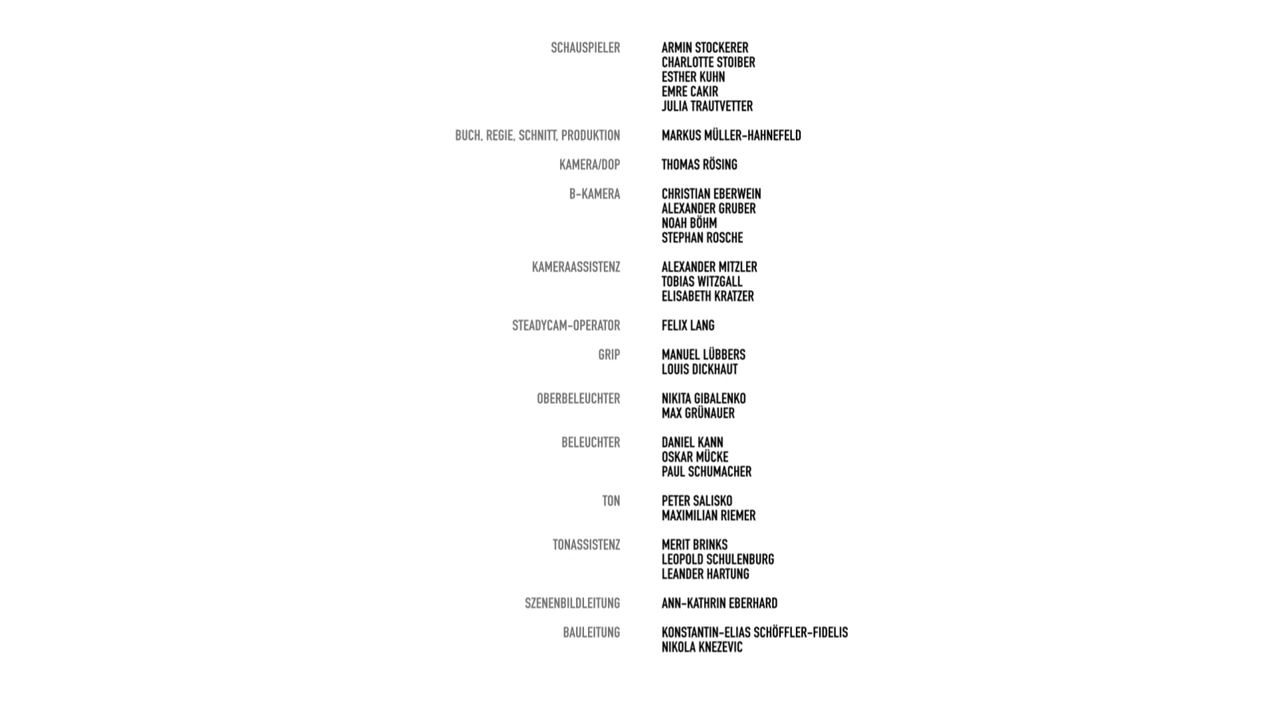 SCHAUSPIELER ARMIN STOCKERER
CHARLOTTE STOIBER
ESTHER KUHN
EMRE CAKIR
JULIA TRAUTVETTER
BUCH, REGIE, SCHNITT, PRODUKTION MARKUS MÜLLER-HAHNEFELD
KAMERA/DOP THOMAS RÖSING
B-KAMERA CHRISTIAN EBERWEIN
ALEXANDER GRUBER
NOAH BÖHM
STEPHAN ROSCHE
KAMERAASSISTENZ ALEXANDER MITZLER
TOBIAS WITZGALL
ELISABETH KRATZER
STEADYCAM-OPERATOR FELIX LANG
GRIP MANUEL LÜBBERS
LOUIS DICKHAUT
OBERBELEUCHTER NIKITA GIBALENKO
MAX GRÜNAUER
BELEUCHTER DANIEL KANN
OSKAR MÜCKE
PAUL SCHUMACHER
TON PETER SALISKO
MAXIMILIAN RIEMER
TONASSISTENZ MERIT BRINKS
LEOPOLD SCHULENBURG
LEANDER HARTUNG
SZENENBILDLEITUNG ANN-KATHRIN EBERHARD
BAULEITUNG KONSTANTIN-ELIAS SCHÖFFLER-FIDELIS
NIKOLA KNEZEVIC